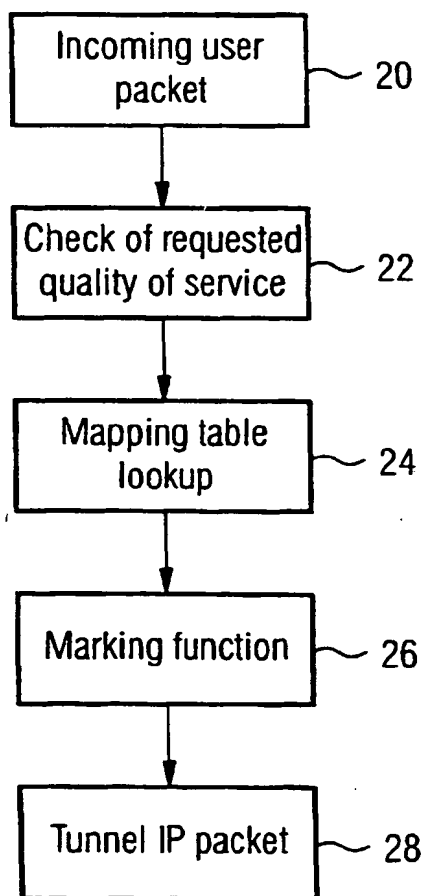 Incoming user
packet
20
Check of requested
quality of service
22
Mapping table
lookup
24
Marking function
26
Tunnel IP packet
28